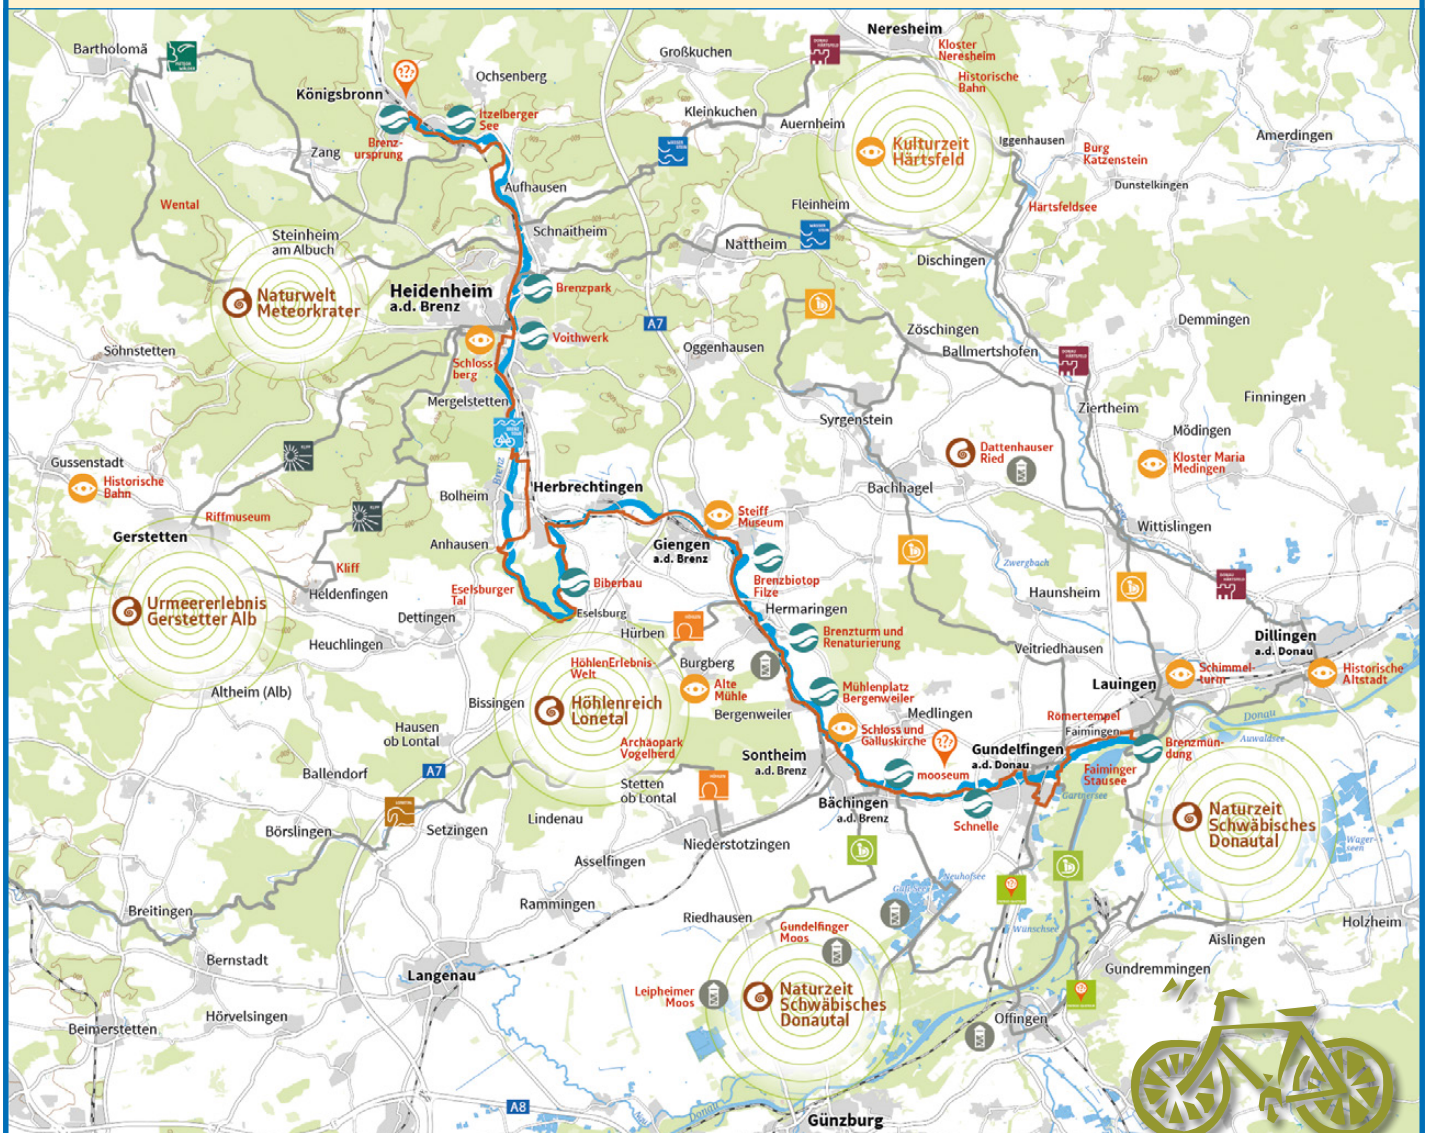 Neresheim
Kloster
Neresheim
Historische
Bahn
Bartholomä
Großkuchen
Ochsenberg
Königsbronn
???
Itzelberger
See
Brenz-
ursprung
Zang
Kleinkuchen
Auernheim
Kulturzeit
Härtsfeld
Iggenhausen
Burg
Katzenstein
Amerdingen
Dunstelkingen
Härtsfeldsee
Aufhausen
Wental
Fleinheim
Steinheim
am Albuch
Schnaitheim
Nattheim
Dischingen
Naturwelt
Meteorkrater
Heidenheim
a.d. Brenz
Brenzpark
A7
Voithwerk
Schloss-
berg
Söhnstetten
Oggenhausen
Zöschingen
Ballmertshofen
Demmingen
Mergelstetten
Syrgenstein
Ziertheim
Finningen
Mödingen
Kloster Maria
Medingen
Dattenhauser
Ried
Gussenstadt
Historische
Bahn
Brenz
Bolheim
Herbrechtingen
Bachhagel
Riffmuseum
Gerstetten
Steiff
Museum
Giengen
a.d. Brenz
Anhausen
Wittislingen
Kliff
Heldenfingen
Eselsburger
Tal
Biberbau
Eselsburg
Brenzbiotop
Filze
Zwergbach
Haunsheim
Urmeererlebnis
Gerstetter Alb
Dettingen
Hermaringen
Heuchlingen
Hürben
Brenzturm und
Renaturierung
Dillingen
a.d. Donau
Veitriedhausen
HöhlenErlebnis-
Welt
Burgberg
Alte
Mühle
Mühlenplatz
Bergenweiler
Lauingen
Schimmel-
turm
Historische
Altstadt
Altheim (Alb)
Bissingen
Höhlenreich
Lonetal
Bergenweiler
Medlingen
Schloss und
Galluskirche
???
Römertempel
Faimingen
Donau
Auwaldsee
Hausen
ob Lontal
Archäopark
Vogelherd
Sontheim
a.d. Brenz
Gundelfingen
a.d. Donau
Brenzmün-
dung
A7
Ballendorf
mooseum
Faiminger
Stausee
Gartnersee
Stetten
ob Lontal
Bächingen
a.d. Brenz
Schnelle
Naturzeit
Schwäbisches
Donautal
Börslingen
Setzingen
Lindenau
Niederstotzingen
Wager-
seen
Asselfingen
Neuhofsee
Rammingen
Breitingen
Riedhausen
Gundelfinger
Moos
Wunschsee
Holzheim
Aislingen
Bernstadt
Langenau
Gundremmingen
Leipheimer
Moos
Naturzeit
Schwäbisches
Donautal
Hörvelsingen
Beimerstetten
Offingen
A8
Donau
Günzburg